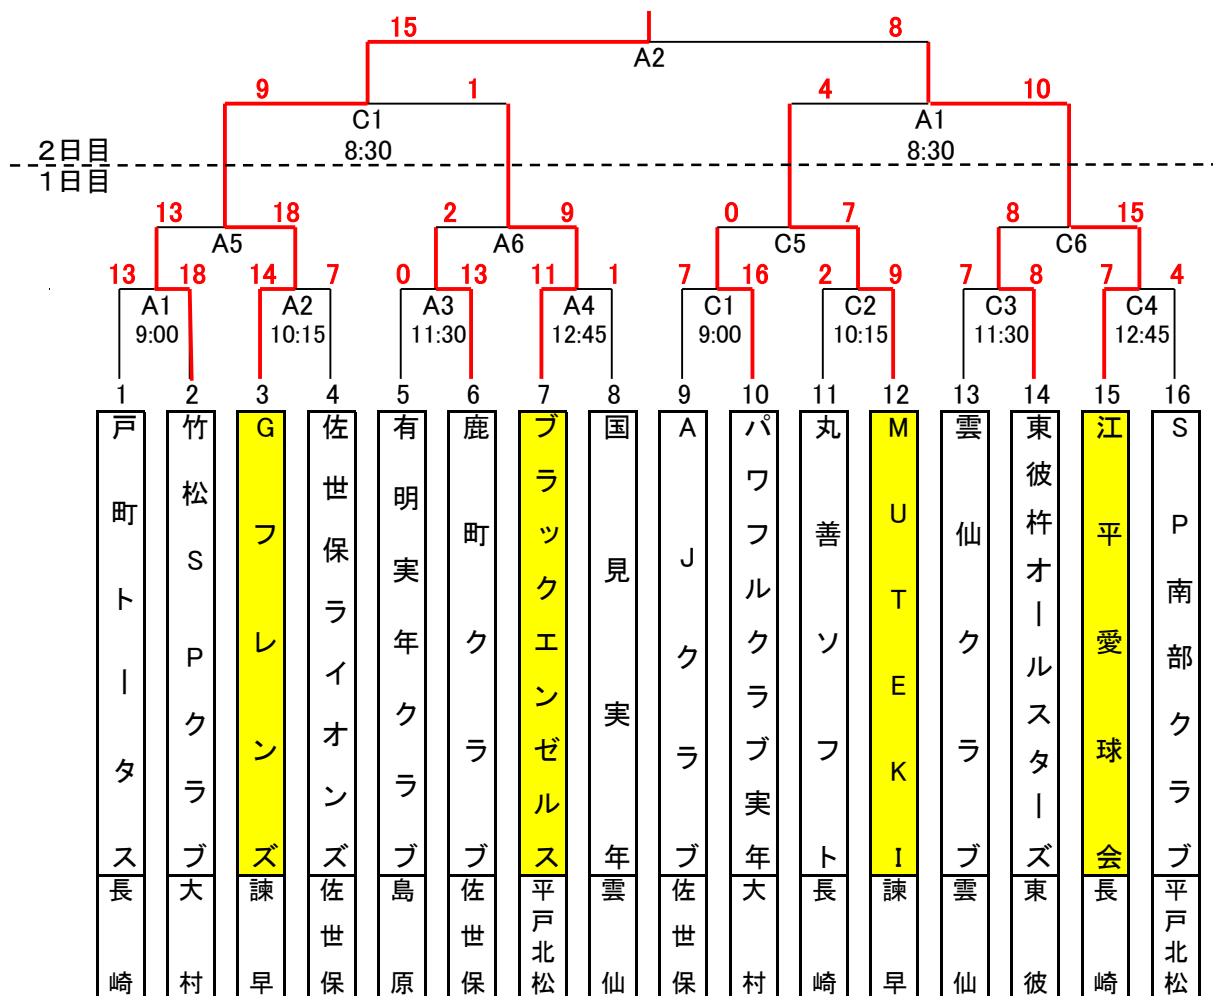 15 8
A2
9 1 4 10
C1 A1
2日目 8:30 8:30
1日目
13 18 2 9 0 7 8 15
A5 A6 C5 C6
13 18 14 7 0 13 11 1 7 16 2 9 7 8 7 4
A1 A2 A3 A4 C1 C2 C3 C4
9:00 10:15 11:30 12:45 9:00 10:15 11:30 12:45
1 2 3 4 5 6 7 8 9 10 11 12 13 14 15 16
戸町トータス
竹松SPクラブ
Gフレンズ
佐世保ライオンズ
有明実年クラブ
鹿町クラブ
ブラックエンゼルス
国見実年
AJクラブ
パワフルクラブ実年
丸善ソフト
MUTEKI
雲仙クラブ
東彼杵オールスターズ
江平愛球会
SP南部クラブ
長崎
大村
諫早
佐世保
島原
佐世保
平戸北松
雲仙
佐世保
大村
長崎
諫早
雲仙
東彼
長崎
平戸北松